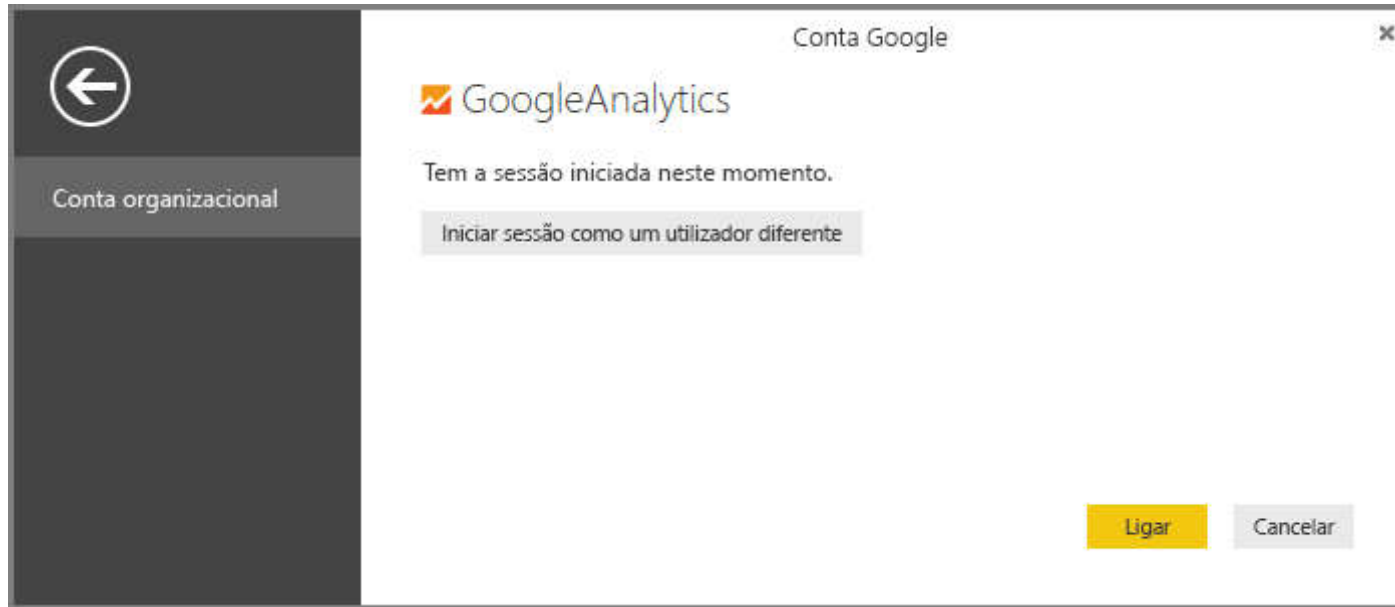 Conta Google
GoogleAnalytics
Conta organizacional
Tem a sessão iniciada neste momento.
Iniciar sessão como um utilizador diferente
Ligar
Cancelar